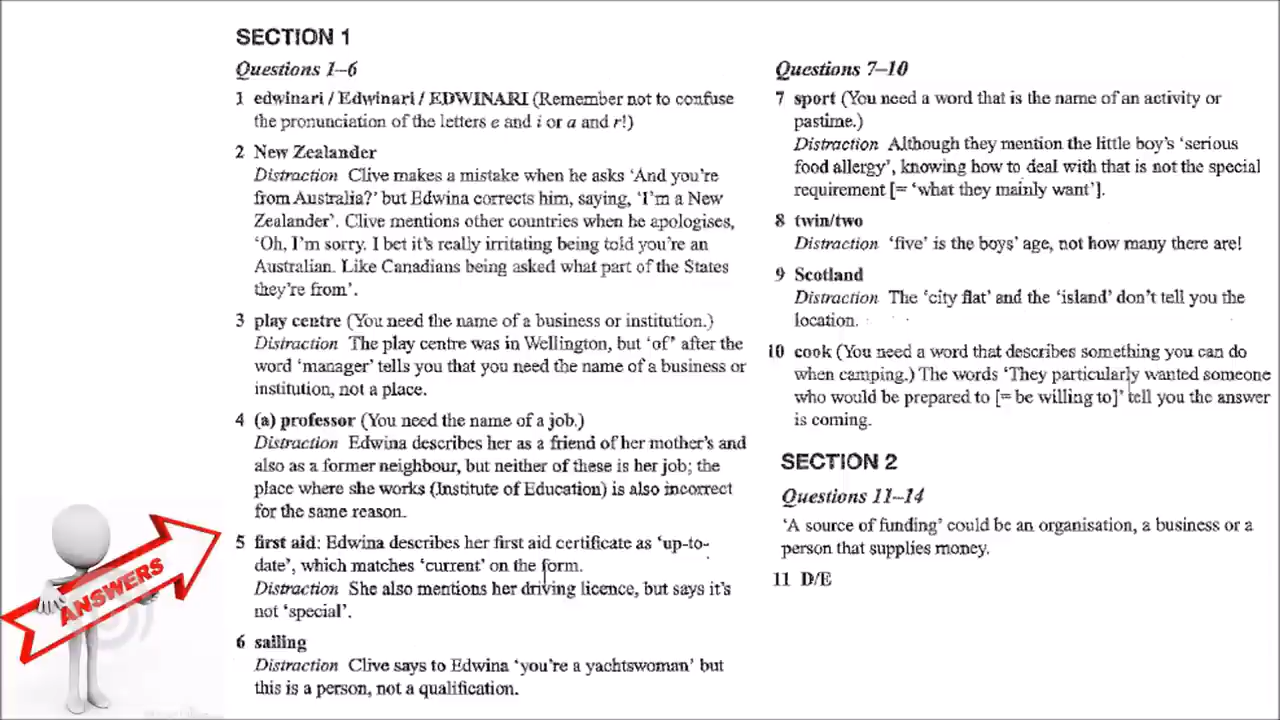 SECTION 1
Questions 1–6
1 edwinari / Edwinari / EDWINARI (Remember not to confuse
the pronunciation of the letters e and i or a and r!)
2 New Zealander
Distraction Clive makes a mistake when he asks ‘And you’re
from Australia?’ but Edwina corrects him, saying, ‘I’m a New
Zealander’. Clive mentions other countries when he apologises,
‘Oh, I’m sorry. I bet it’s really irritating being told you’re an
Australian. Like Canadians being asked what part of the States
they’re from’.
3 play centre (You need the name of a business or institution.)
Distraction The play centre was in Wellington, but ‘of’ after the
word ‘manager’ tells you that you need the name of a business or
institution, not a place.
4 (a) professor (You need the name of a job.)
Distraction Edwina describes her as a friend of her mother’s and
also as a former neighbour, but neither of these is her job; the
place where she works (Institute of Education) is also incorrect
for the same reason.
5 first aid: Edwina describes her first aid certificate as ‘up-to-
date’, which matches ‘current’ on the form.
Distraction She also mentions her driving licence, but says it’s
not ‘special’.
6 sailing
Distraction Clive says to Edwina ‘you’re a yachtswoman’ but
this is a person, not a qualification.
Questions 7–10
7 sport (You need a word that is the name of an activity or
pastime.)
Distraction Although they mention the little boy’s ‘serious
food allergy’, knowing how to deal with that is not the special
requirement [= ‘what they mainly want’].
8 twin/two
Distraction ‘five’ is the boys’ age, not how many there are!
9 Scotland
Distraction The ‘city flat’ and the ‘island’ don’t tell you the
location.
10 cook (You need a word that describes something you can do
when camping.) The words ‘They particularly wanted someone
who would be prepared to [= be willing to]’ tell you the answer
is coming.
SECTION 2
Questions 11–14
‘A source of funding’ could be an organisation, a business or a
person that supplies money.
11 D/E
ANSWERS